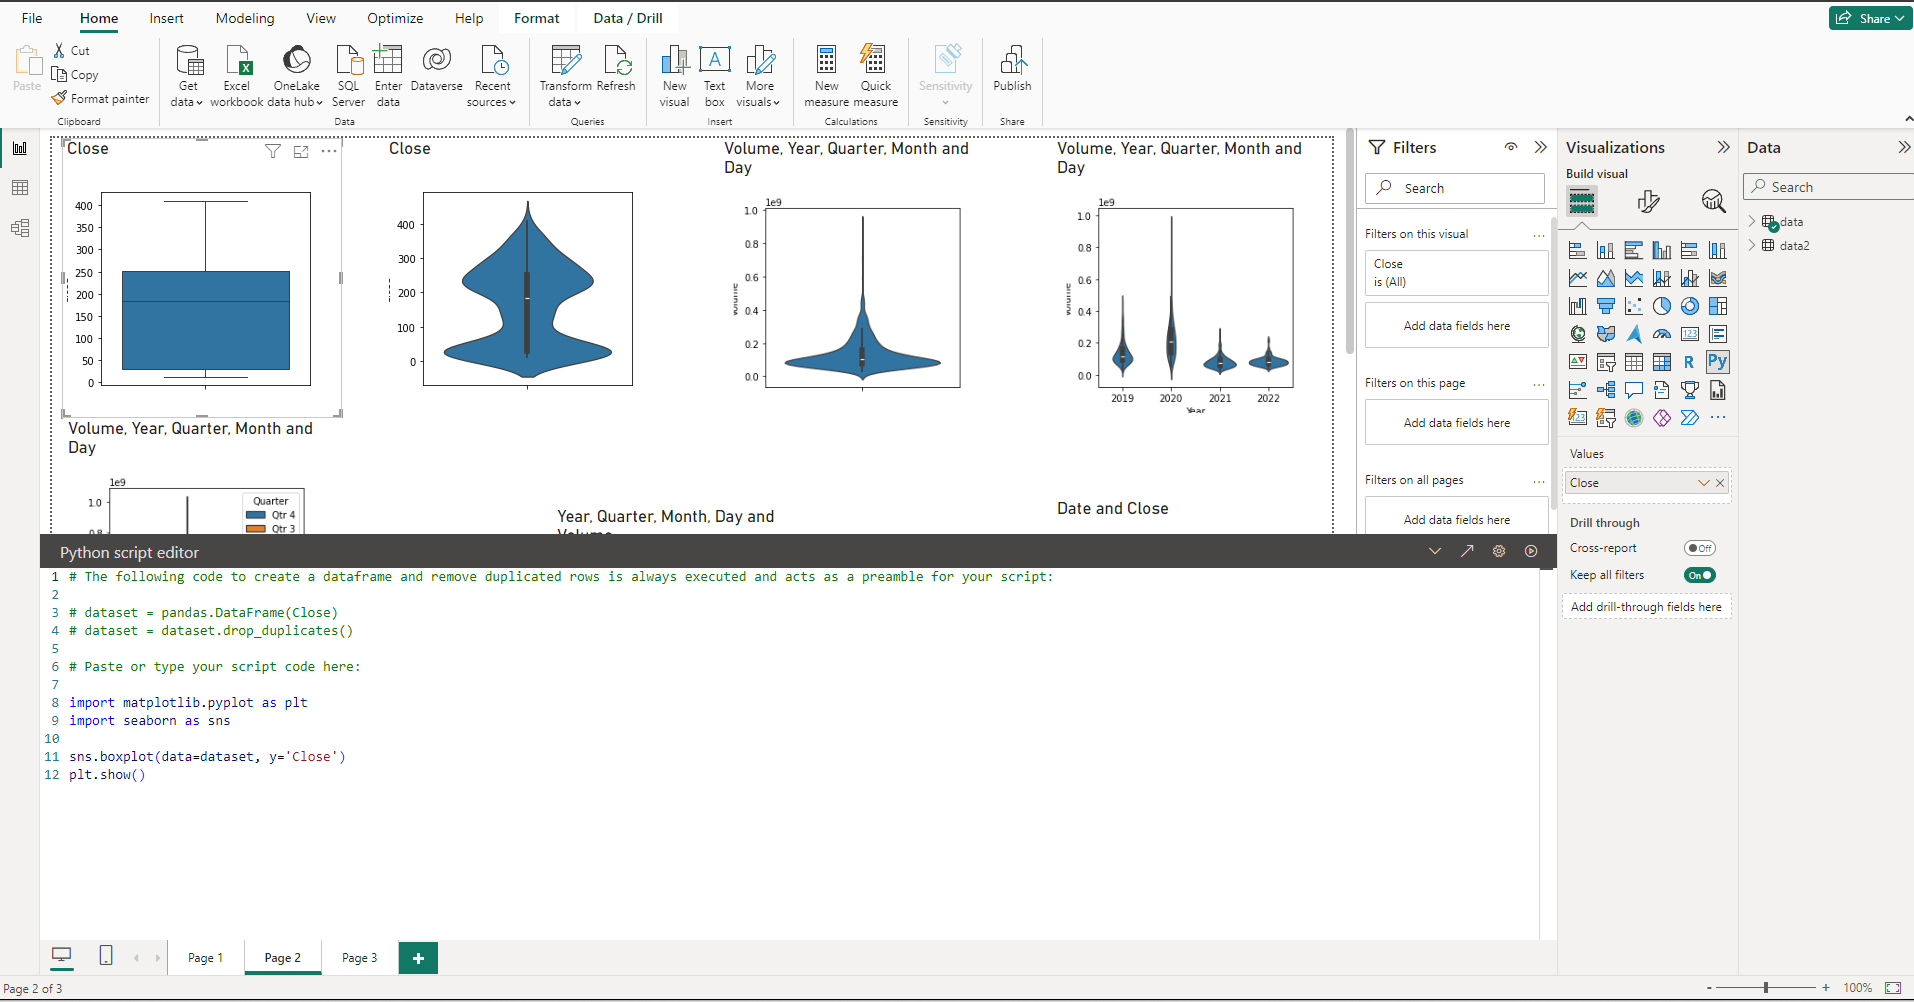 File Home Insert Modeling View Optimize Help Format Data / Drill Share
Paste
Cut
Copy
Format painter
Clipboard
Get data
Excel workbook
OneLake data hub
SQL Server
Enter data
Dataverse
Recent sources
Data
Transform data
Refresh
Queries
New visual
Text box
More visuals
Insert
New measure
Quick measure
Calculations
Sensitivity
Sensitivity
Publish
Share
Close
400
350
300
250
200
150
100
50
0
Close
400
300
200
100
0
Volume, Year, Quarter, Month and
Day
1e9
1.0
0.8
0.6
0.4
0.2
0.0
Volume, Year, Quarter, Month and
Day
1e9
1.0
0.8
0.6
0.4
0.2
0.0
2019 2020 2021 2022
Year
Volume, Year, Quarter, Month and
Day
1e9
1.0
0.8
Quarter
Qtr 4
Qtr 3
Year, Quarter, Month, Day and
Volume
Date and Close
Filters
Search
Filters on this visual
...
Close
is (All)
Add data fields here
Filters on this page
...
Add data fields here
Filters on all pages
...
Add data fields here
Visualizations
Build visual
123
R
Py
123
...
Values
Close
Drill through
Cross-report Off
Keep all filters On
Add drill-through fields here
Data
Search
data
data2
Python script editor
1 # The following code to create a dataframe and remove duplicated rows is always executed and acts as a preamble for your script:
2
3 # dataset = pandas.DataFrame(Close)
4 # dataset = dataset.drop_duplicates()
5
6 # Paste or type your script code here:
7
8 import matplotlib.pyplot as plt
9 import seaborn as sns
10
11 sns.boxplot(data=dataset, y='Close')
12 plt.show()
Page 1 Page 2 Page 3 +
Page 2 of 3
- + 100%